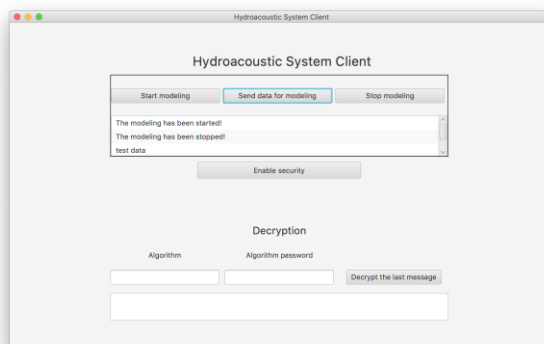 Hydroacoustic System Client
Hydroacoustic System Client
Start modeling Send data for modeling Stop modeling
The modeling has been started!
The modeling has been stopped!
test data
Enable security
Decryption
Algorithm Algorithm password
Decrypt the last message